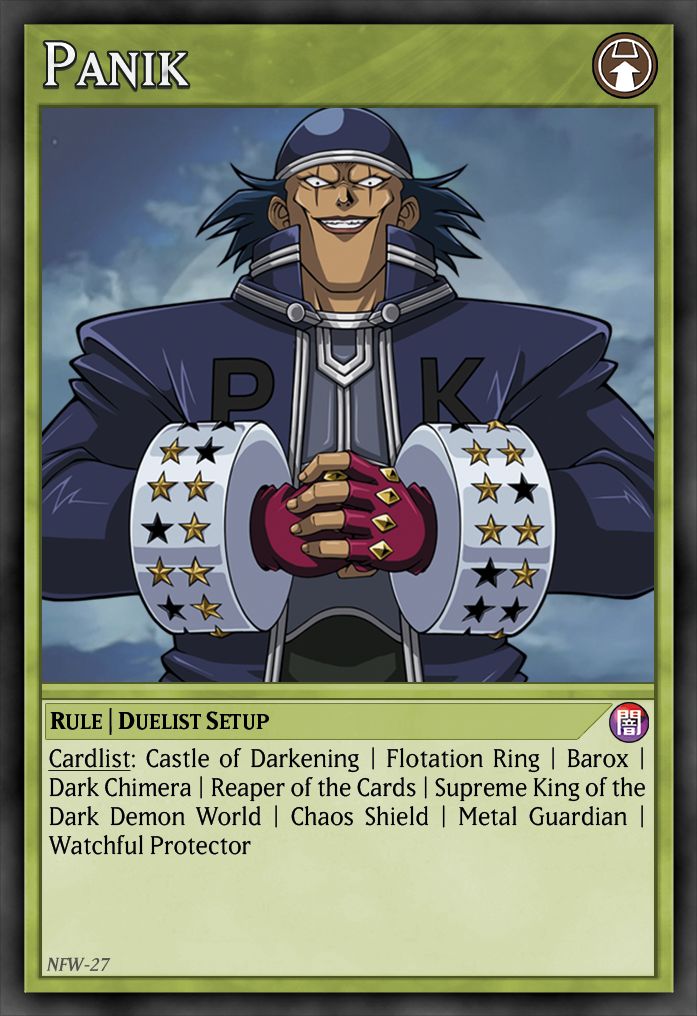 Panik
P K
Rule | Duelist Setup
闇
Cardlist: Castle of Darkening | Flotation Ring | Barox |
Dark Chimera | Reaper of the Cards | Supreme King of the
Dark Demon World | Chaos Shield | Metal Guardian |
Watchful Protector
NFW-27